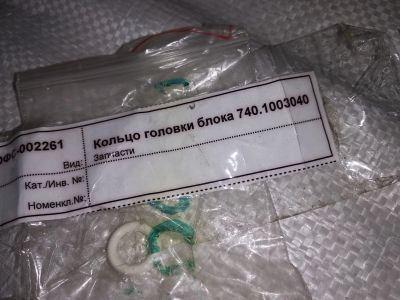 002261 Кольцо головки блока 740.1003040
Вид: Запчасти
Кат./Инв. №:
Номенкл.№: